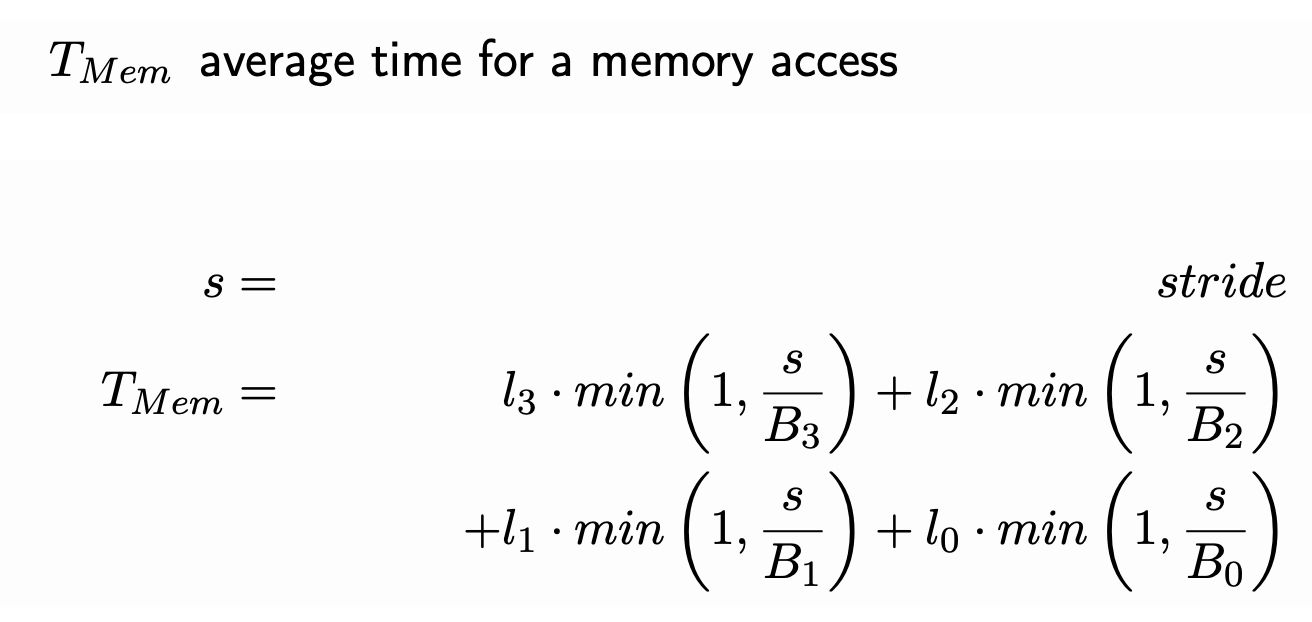 $T_{Mem}$ average time for a memory access
$s =$ $stride$
$T_{Mem} =$ $l_3 \cdot min \left(1, \frac{s}{B_3}\right) + l_2 \cdot min \left(1, \frac{s}{B_2}\right)$
$+ l_1 \cdot min \left(1, \frac{s}{B_1}\right) + l_0 \cdot min \left(1, \frac{s}{B_0}\right)$